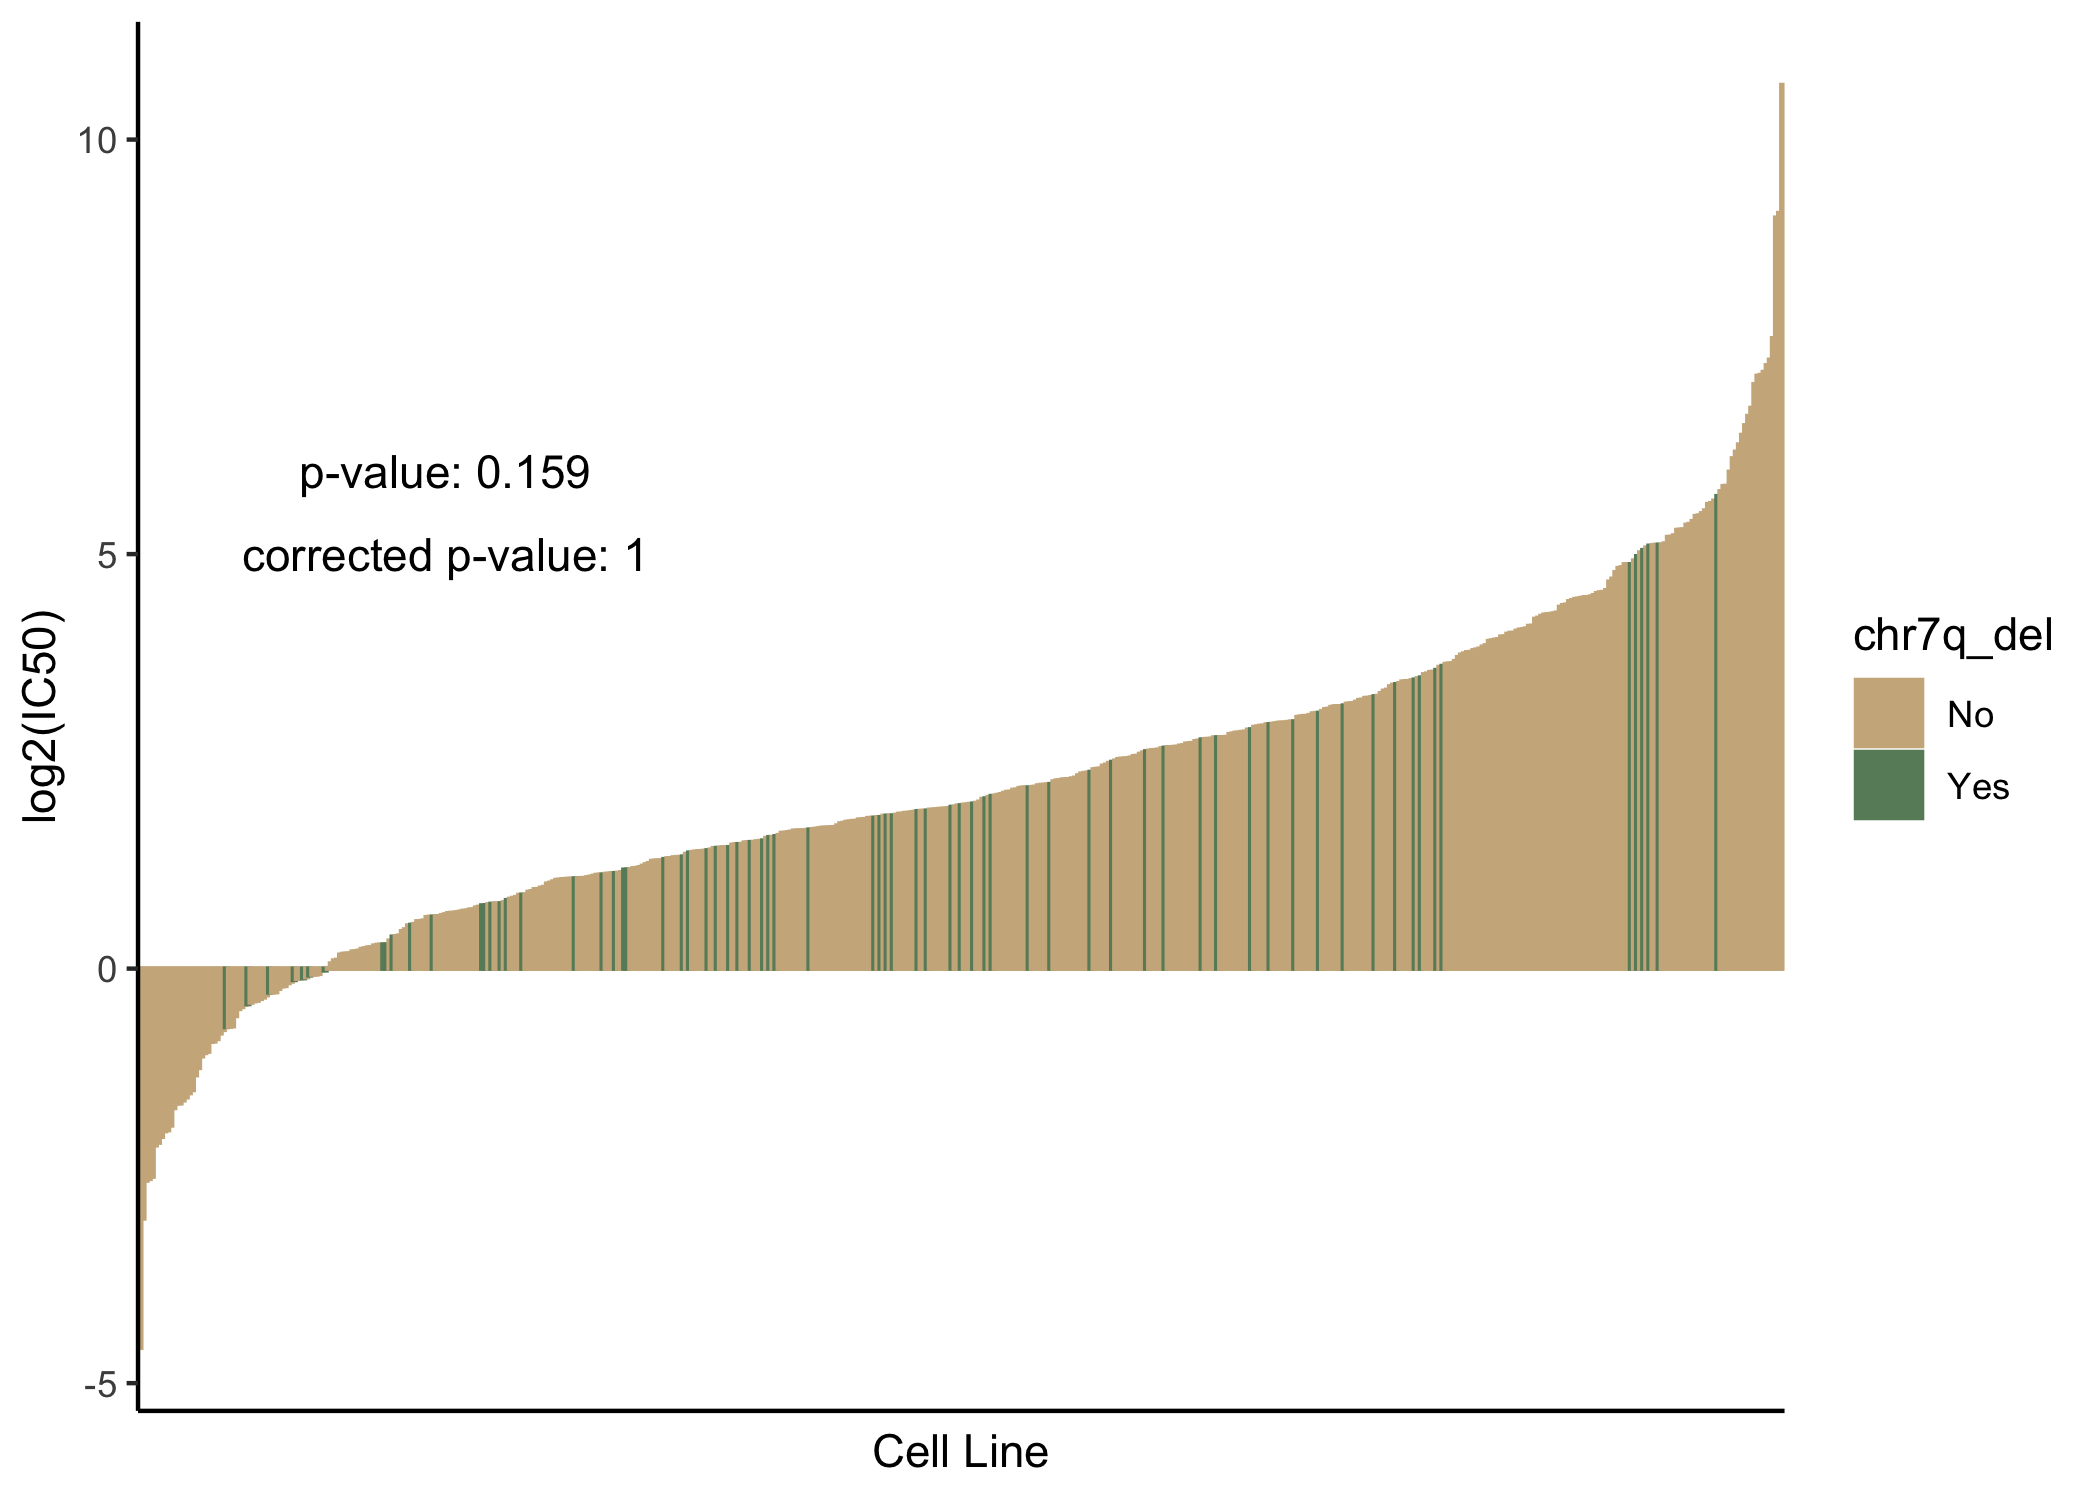 10
5
0
-5
log2(IC50)
p-value: 0.159
corrected p-value: 1
Cell Line
chr7q_del
No
Yes